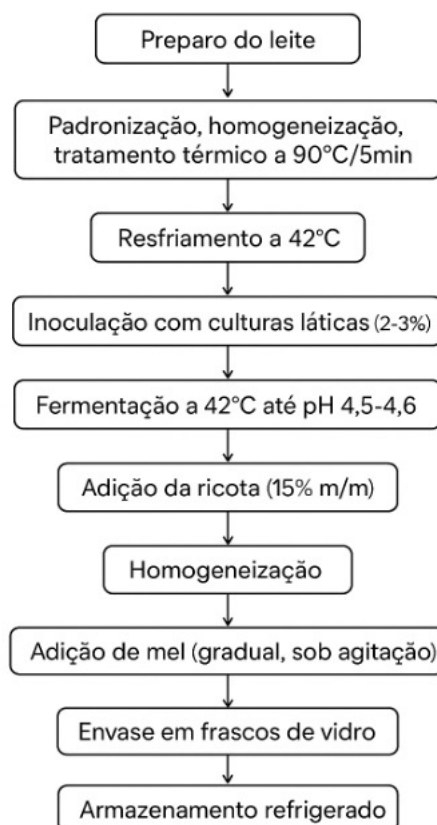 Preparo do leite
Padronização, homogeneização,
tratamento térmico a 90°C/5min
Resfriamento a 42°C
Inoculação com culturas láticas (2-3%)
Fermentação a 42°C até pH 4,5-4,6
Adição da ricota (15% m/m)
Homogeneização
Adição de mel (gradual, sob agitação)
Envase em frascos de vidro
Armazenamento refrigerado